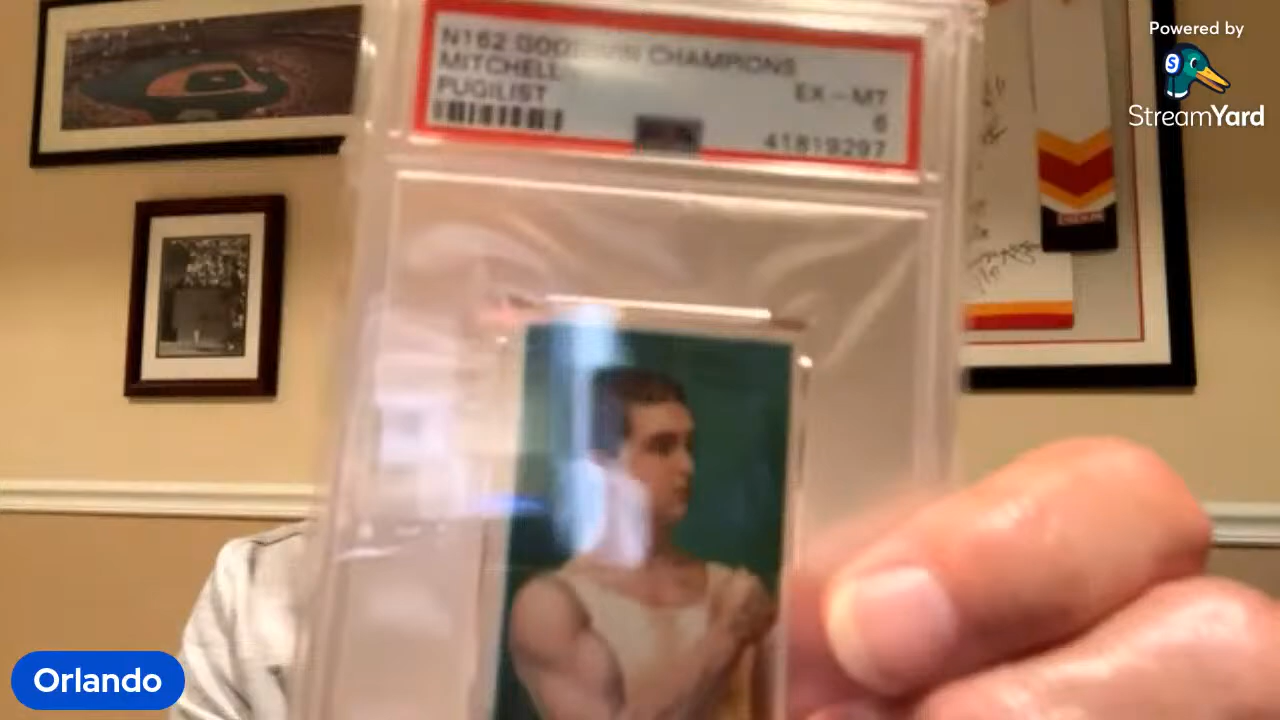 N162 GOODWIN CHAMPIONS
MITCHELL
PUGILIST
EX - MT
6
41819297
Powered by
StreamYard
Orlando